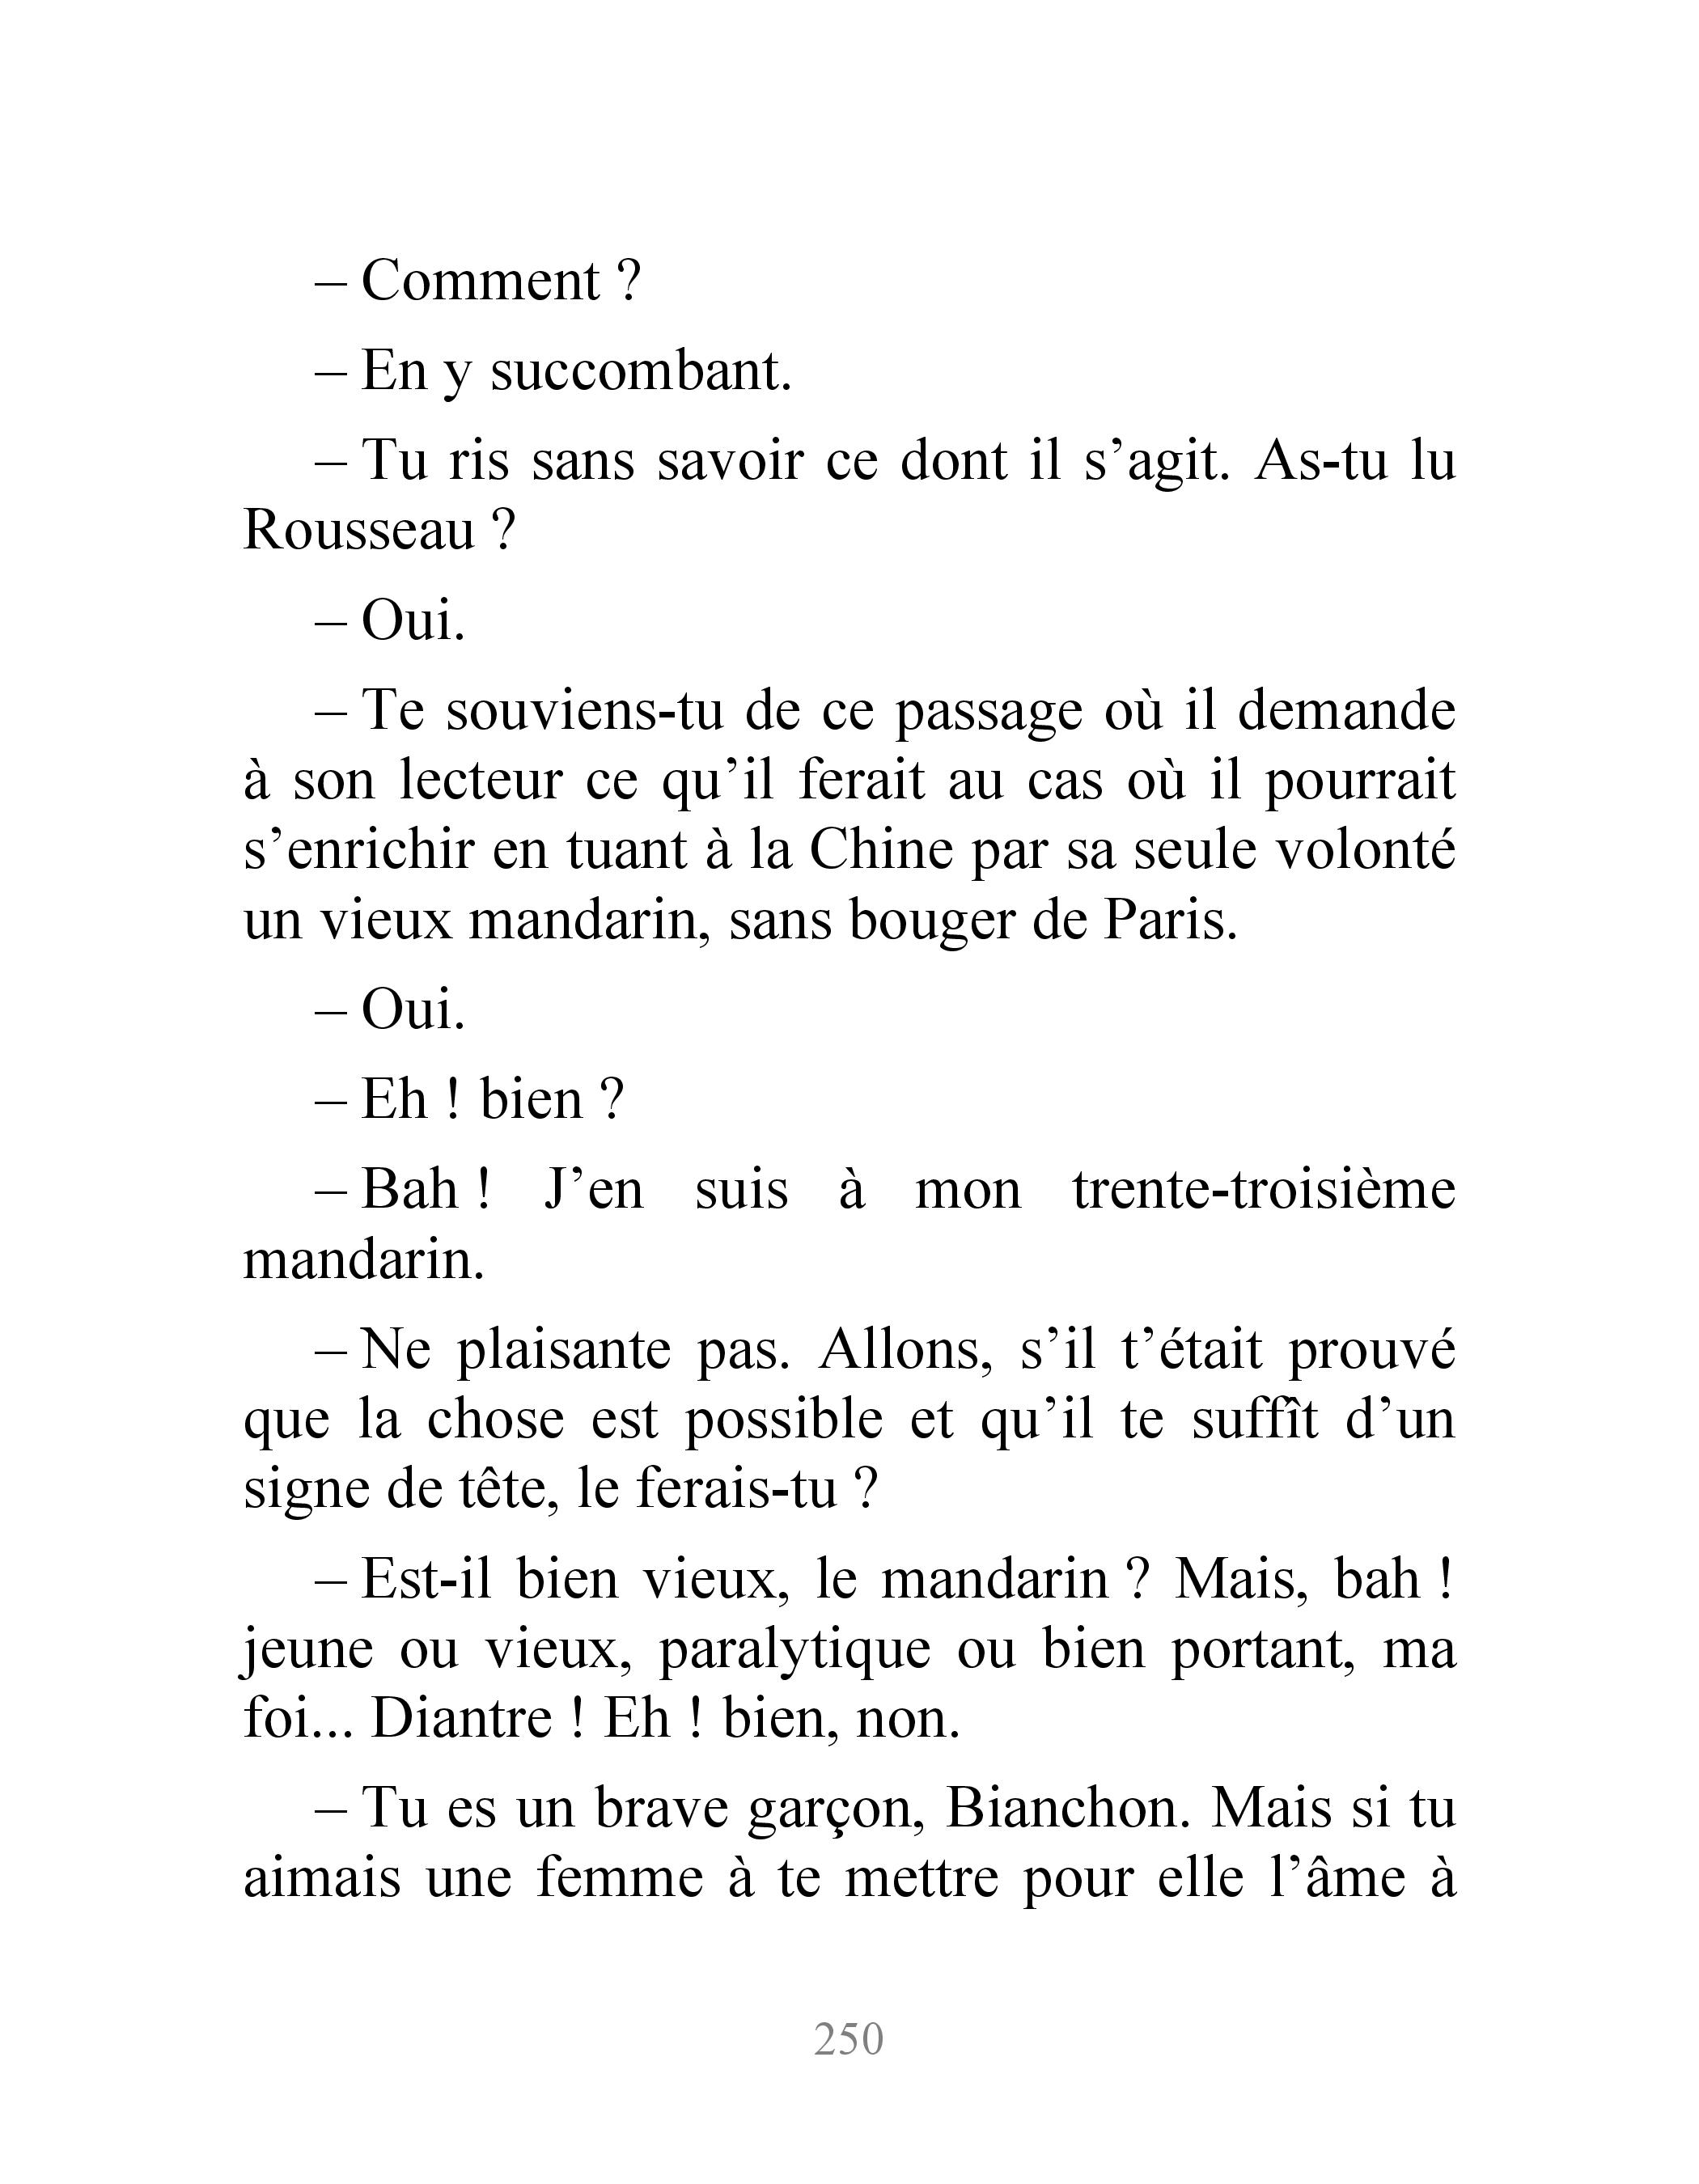 – Comment ?
– En y succombant.
– Tu ris sans savoir ce dont il s’agit. As-tu lu
Rousseau ?
– Oui.
– Te souviens-tu de ce passage où il demande
à son lecteur ce qu’il ferait au cas où il pourrait
s’enrichir en tuant à la Chine par sa seule volonté
un vieux mandarin, sans bouger de Paris.
– Oui.
– Eh ! bien ?
– Bah ! J’en suis à mon trente-troisième
mandarin.
– Ne plaisante pas. Allons, s’il t’était prouvé
que la chose est possible et qu’il te suffît d’un
signe de tête, le ferais-tu ?
– Est-il bien vieux, le mandarin ? Mais, bah !
jeune ou vieux, paralytique ou bien portant, ma
foi... Diantre ! Eh ! bien, non.
– Tu es un brave garçon, Bianchon. Mais si tu
aimais une femme à te mettre pour elle l’âme à
250